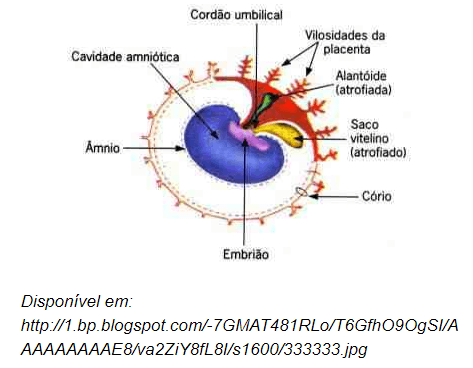 Cordão umbilical
Vilosidades da
placenta
Cavidade amniótica
Alantóide
(atrofiada)
Saco
vitelino
(atrofiado)
Âmnio
Cório
Embrião
Disponível em:
http://1.bp.blogspot.com/-7GMAT481RLo/T6GfhO9OgSI/A
AAAAAAAAE8/va2ZiY8fL8I/s1600/333333.jpg